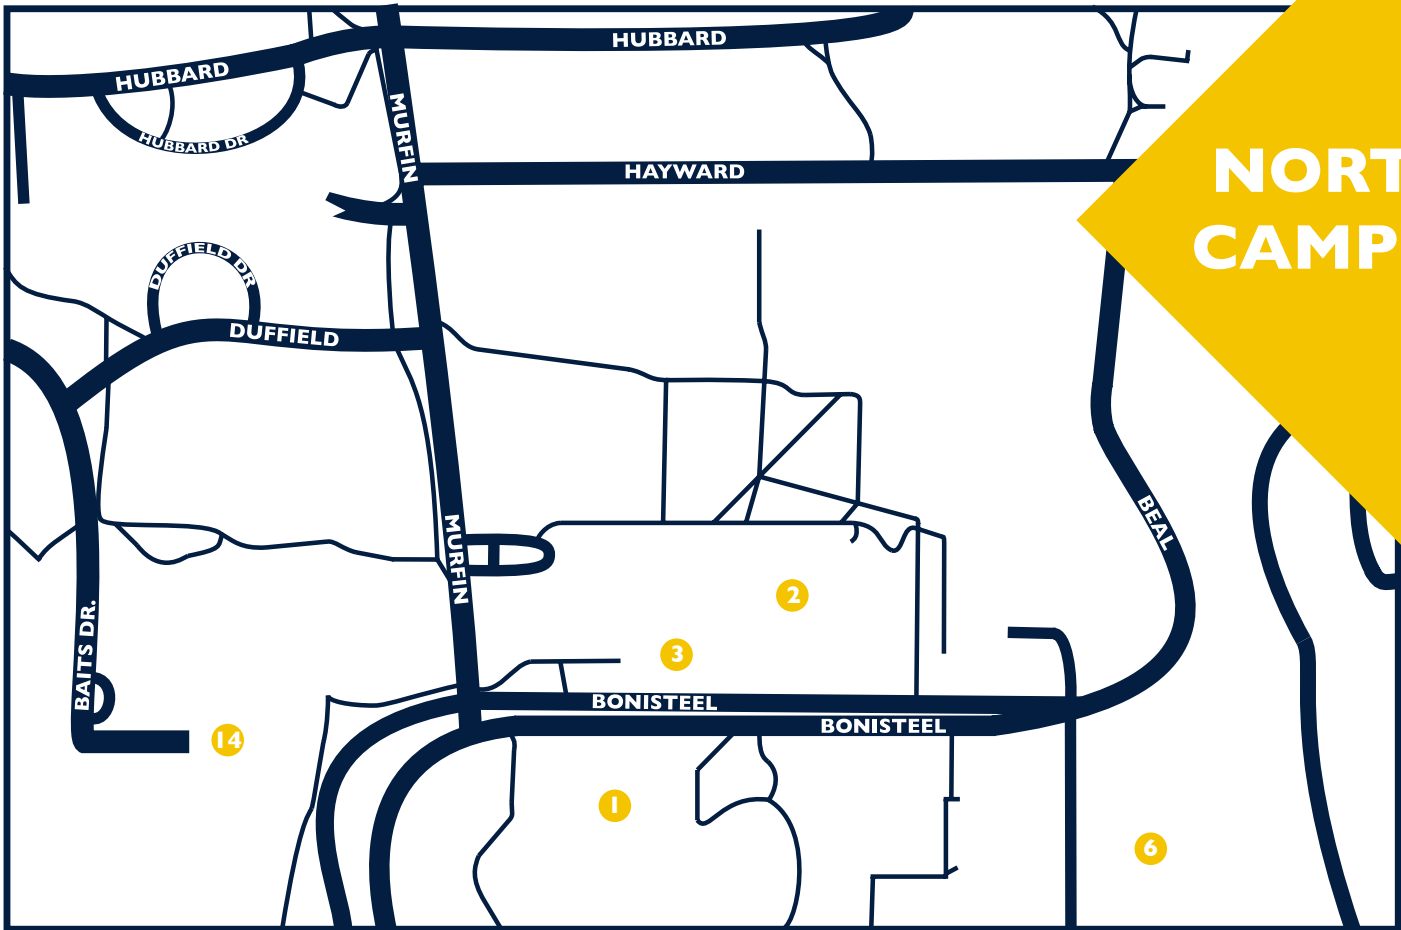 HUBBARD
HUBBARD
HUBBARD DR
MURFIN
HAYWARD
NORT
CAMP
DUFFIELD DR
DUFFIELD
BEAL
MURFIN
2
BAITS DR.
3
BONISTEEL
BONISTEEL
14
1
6